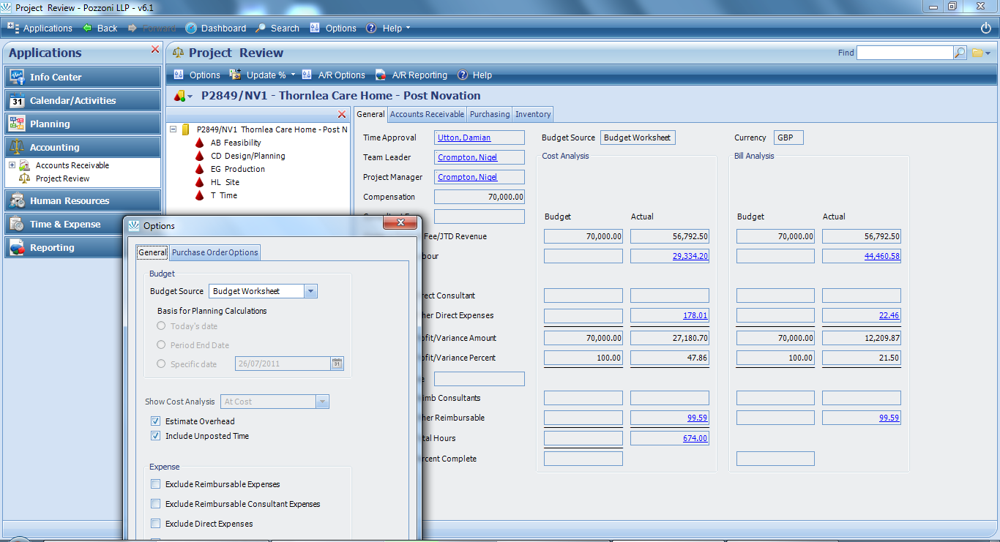 Project Review - Pozzoni LLP - v6.1
Applications Back Forward Dashboard Search Options Help
Applications
Info Center
31 Calendar/Activities
Planning
Accounting
Accounts Receivable
Project Review
Human Resources
Time & Expense
Reporting
Project Review
Find
Options Update % A/R Options A/R Reporting Help
P2849/NV1 - Thornlea Care Home - Post Novation
P2849/NV1 Thornlea Care Home - Post N
AB Feasibility
CD Design/Planning
EG Production
HL Site
T Time
General Accounts Receivable Purchasing Inventory
Time Approval Utton, Damian Budget Source Budget Worksheet Currency GBP
Team Leader Crompton, Nigel Cost Analysis Bill Analysis
Project Manager Crompton, Nigel
Compensation 70,000.00
Budget Actual Budget Actual
Fee/JTD Revenue 70,000.00 56,792.50 70,000.00 56,792.50
bour 29,334.20 44,460.58
rect Consultant
her Direct Expenses 178.01 22.46
ofit/Variance Amount 70,000.00 27,180.70 70,000.00 12,209.87
ofit/Variance Percent 100.00 47.86 100.00 21.50
e
imb Consultants
her Reimbursable 99.59 99.59
tal Hours 674.00
rcent Complete
Options
General Purchase Order Options
Budget
Budget Source Budget Worksheet
Basis for Planning Calculations
Today's date
Period End Date
Specific date 26/07/2011 31
Show Cost Analysis At Cost
Estimate Overhead
Include Unposted Time
Expense
Exclude Reimbursable Expenses
Exclude Reimbursable Consultant Expenses
Exclude Direct Expenses